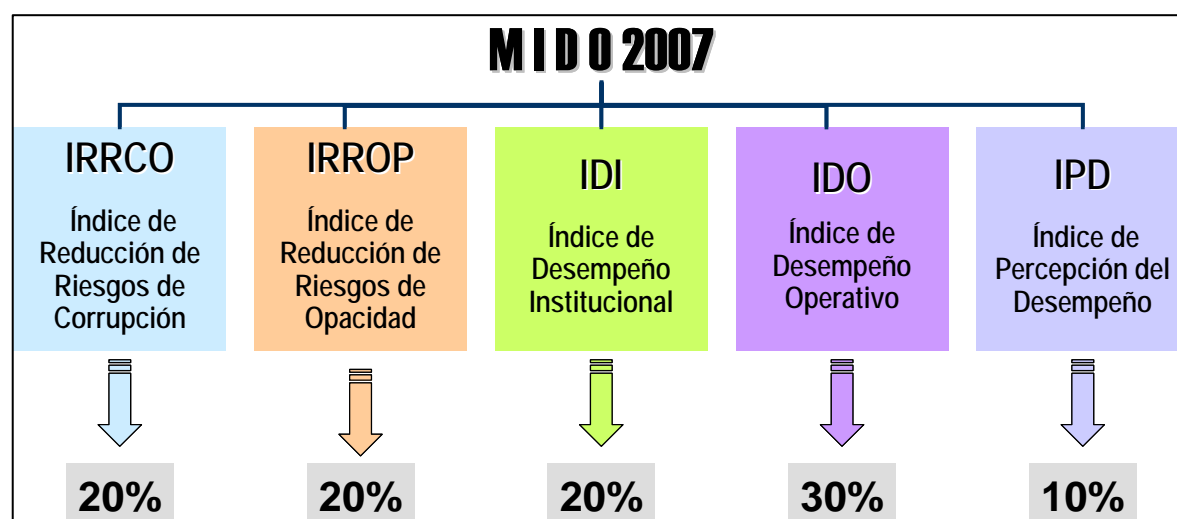 M I D O 2007
IRRCO
Índice de
Reducción de
Riesgos de
Corrupción
IRROP
Índice de
Reducción de
Riesgos de
Opacidad
IDI
Índice de
Desempeño
Institucional
IDO
Índice de
Desempeño
Operativo
IPD
Índice de
Percepción del
Desempeño
20%
20%
20%
30%
10%